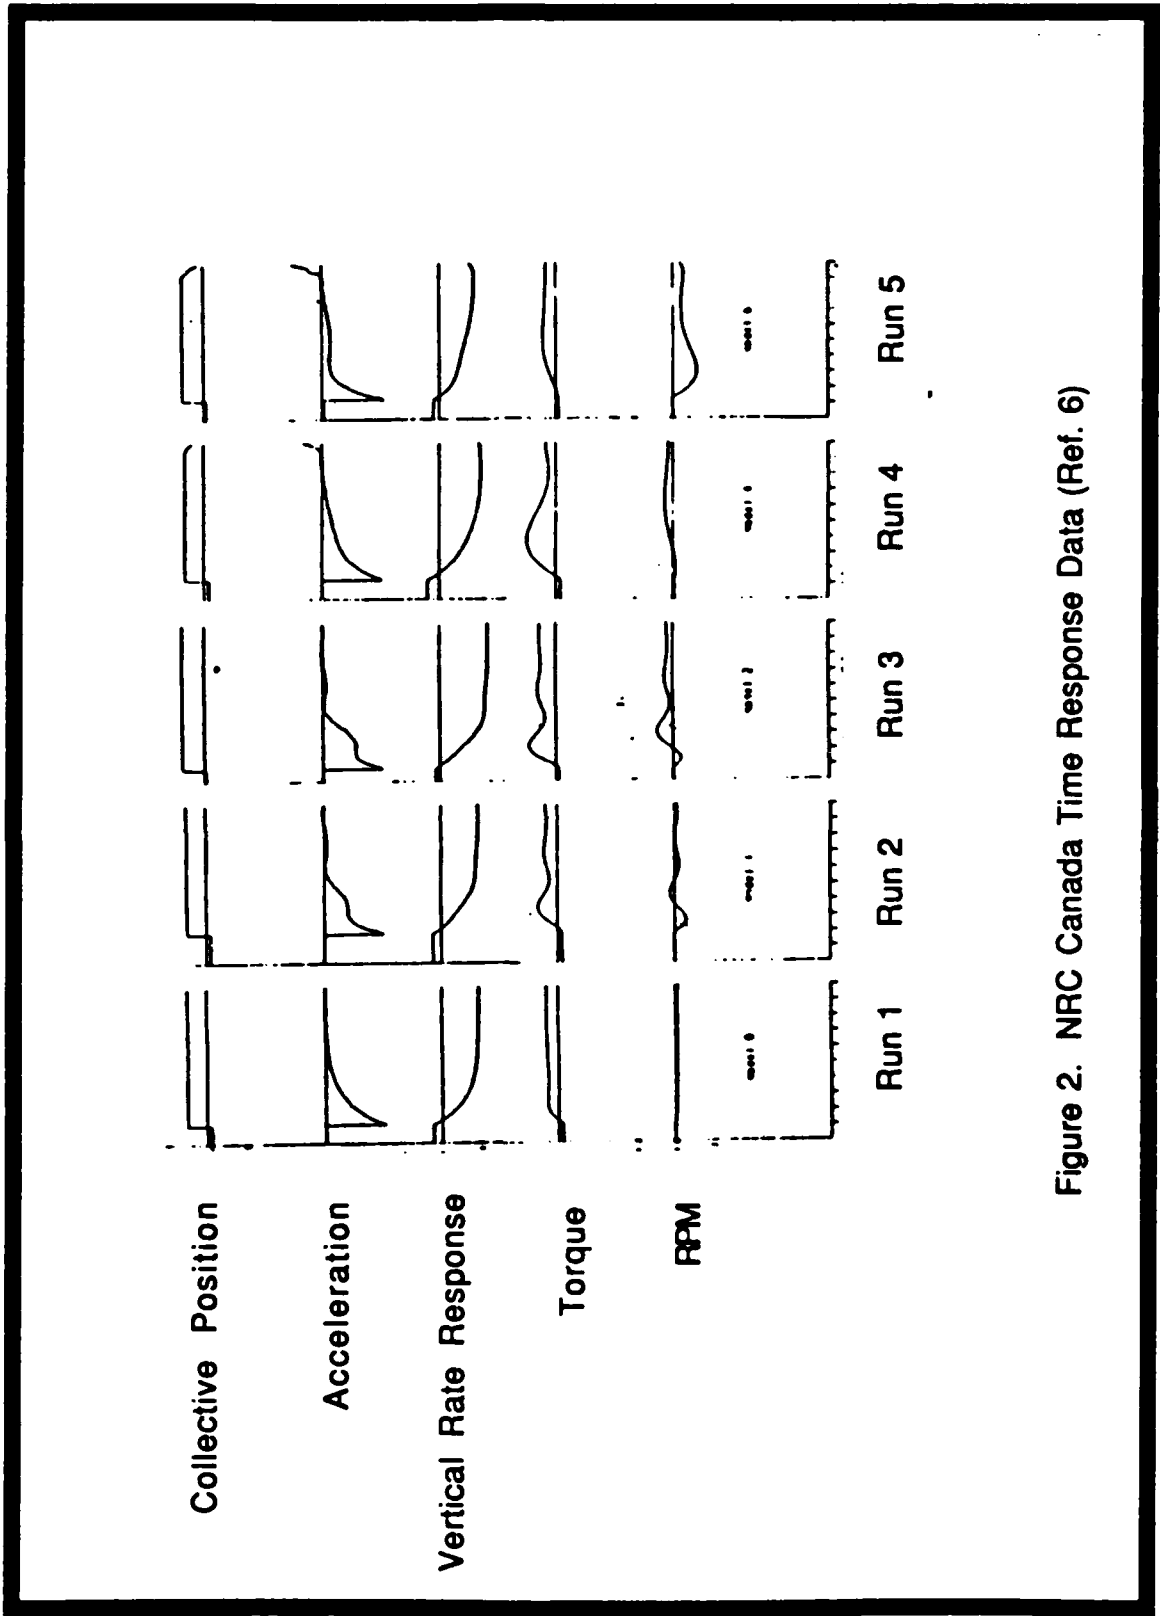 Collective Position
Acceleration
Vertical Rate Response
Torque
RPM
Run 1
Run 2
Run 3
Run 4
Run 5
Figure 2. NRC Canada Time Response Data (Ref. 6)